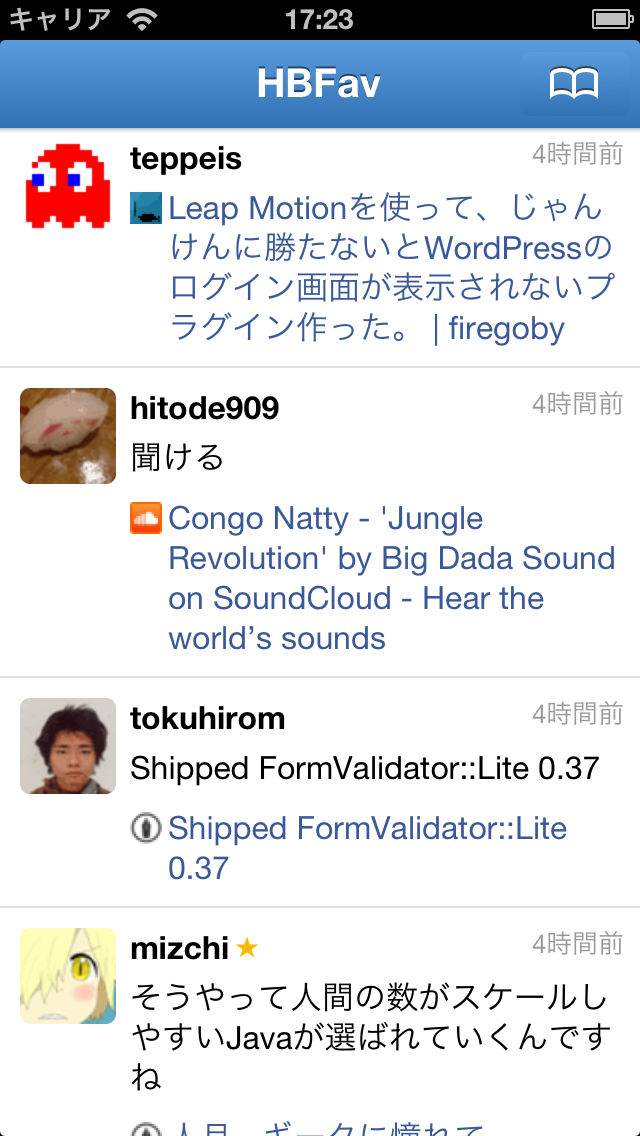 キャリア 17:23
HBFav
teppeis 4時間前
Leap Motionを使って、じゃん
けんに勝たないとWordPressの
ログイン画面が表示されないプ
ラグイン作った。 | firegoby
hitode909 4時間前
聞ける
Congo Natty - 'Jungle
Revolution' by Big Dada Sound
on SoundCloud - Hear the
world’s sounds
tokuhirom 4時間前
Shipped FormValidator::Lite 0.37
Shipped FormValidator::Lite
0.37
mizchi 4時間前
そうやって人間の数がスケールし
やすいJavaが選ばれていくんです
ね